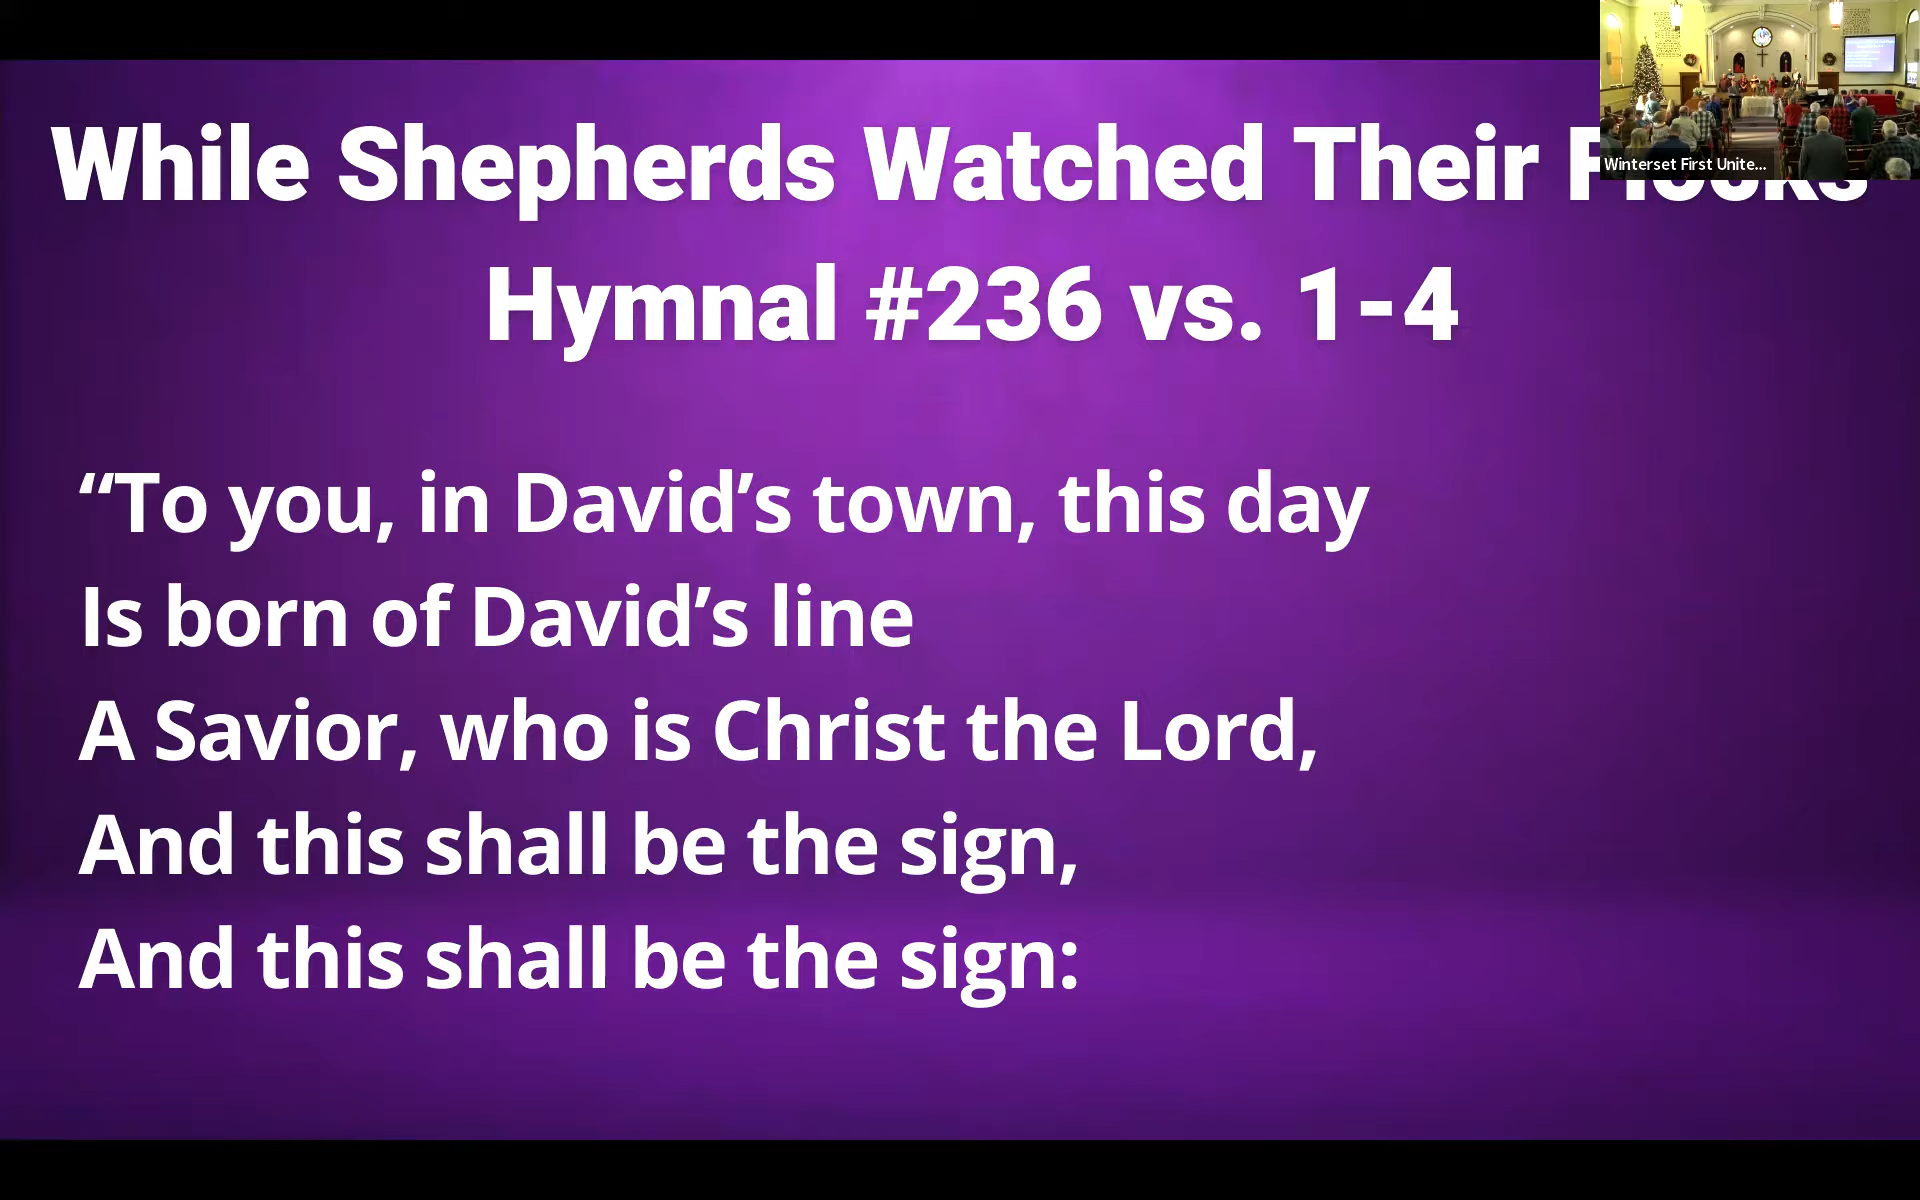 While Shepherds Watched Their Flocks
Hymnal #236 vs. 1-4
“To you, in David’s town, this day
Is born of David’s line
A Savior, who is Christ the Lord,
And this shall be the sign,
And this shall be the sign:
Winterset First Unite...